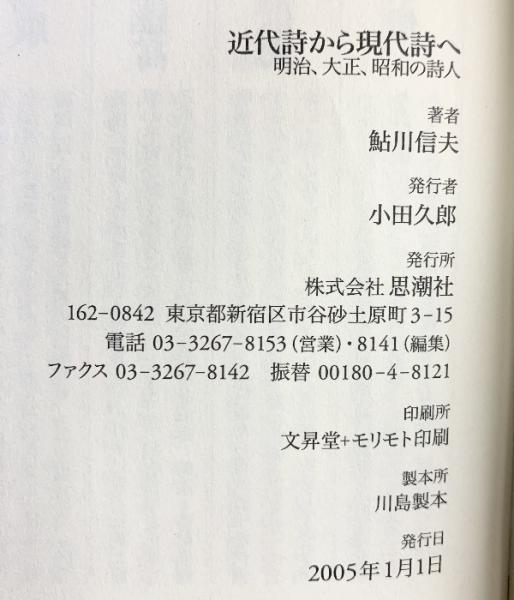 近代詩から現代詩へ
明治、大正、昭和の詩人
著者
鮎川信夫
発行者
小田久郎
発行所
株式会社 思潮社
162-0842 東京都新宿区市谷砂土原町3-15
電話 03-3267-8153(営業)・8141(編集)
ファクス 03-3267-8142 振替 00180-4-8121
印刷所
文昇堂+モリモト印刷
製本所
川島製本
発行日
2005年1月1日